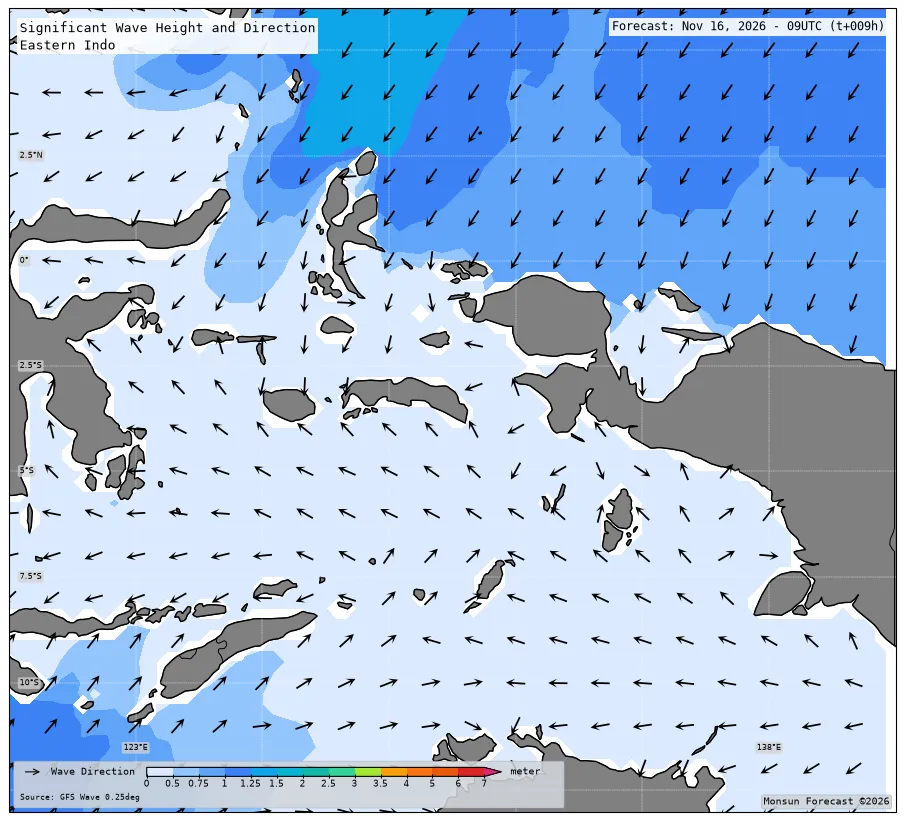 Significant Wave Height and Direction
Eastern Indo
Forecast: Nov 16, 2026 - 09UTC (t+009h)
2.5°N
0°
2.5°S
5°S
7.5°S
10°S
123°E
138°E
Wave Direction
meter
0 0.5 0.75 1 1.25 1.5 2 2.5 3 3.5 4 5 6 7
Source: GFS Wave 0.25deg
Monsun Forecast ©2026